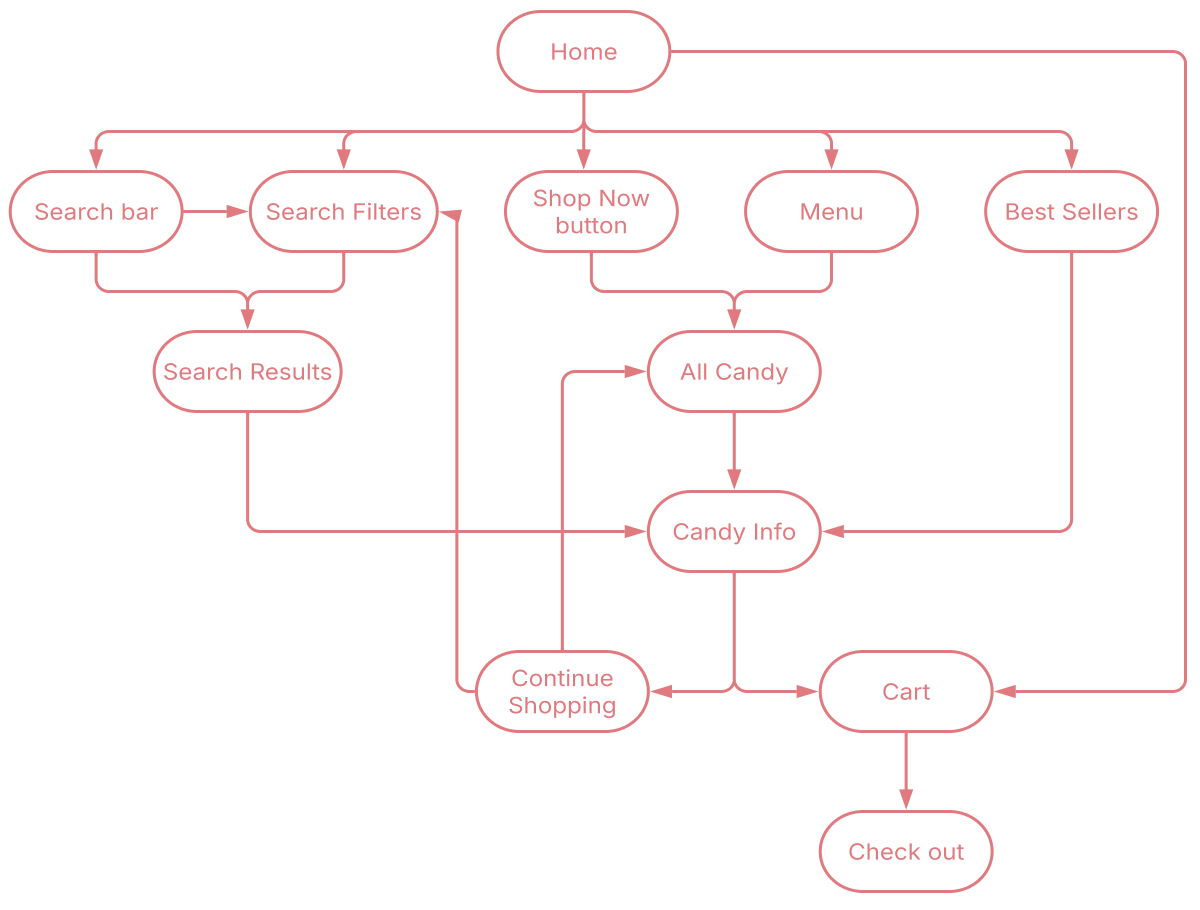 Home
Search bar
Search Filters
Shop Now
button
Menu
Best Sellers
Search Results
All Candy
Candy Info
Continue
Shopping
Cart
Check out